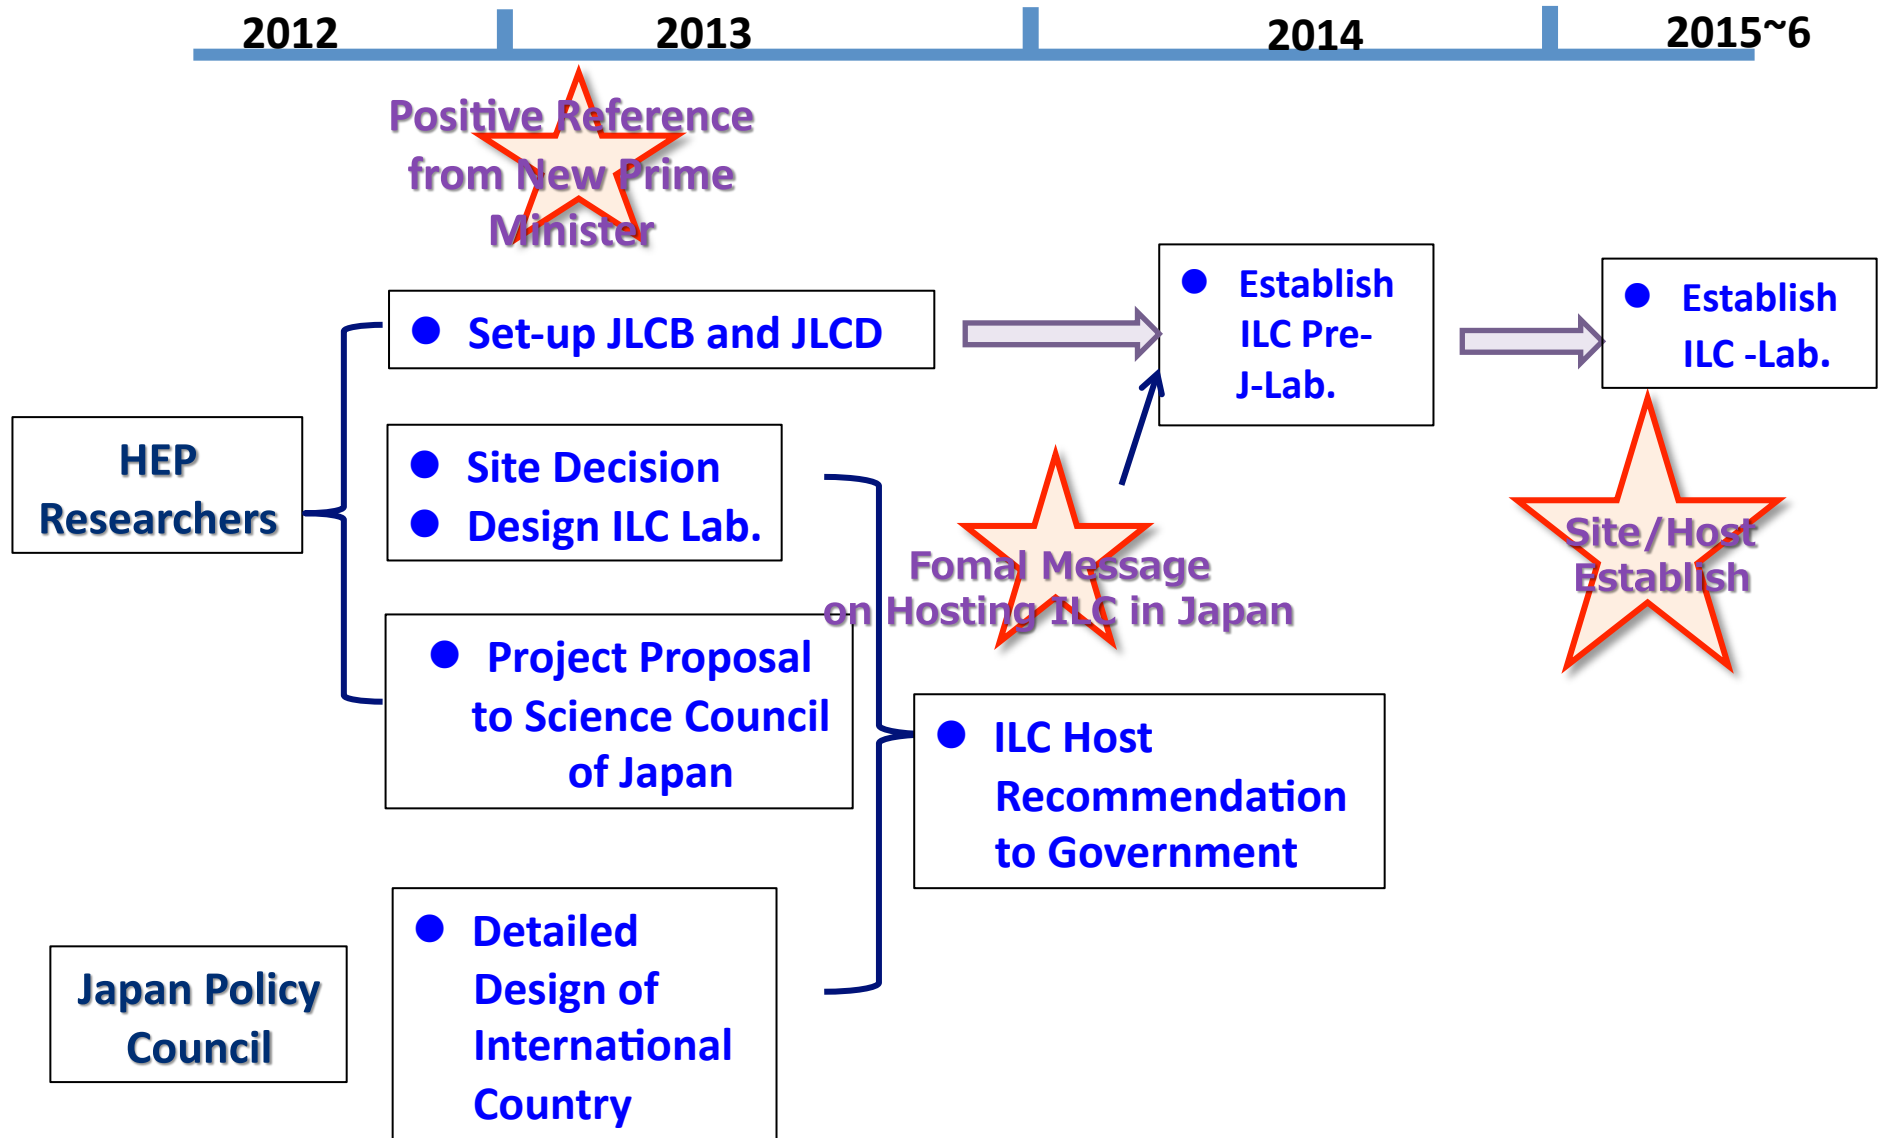 2012
2013
2014
2015~6
Positive Reference
from New Prime
Minister
● Set-up JLCB and JLCD
● Establish
ILC Pre-
J-Lab.
● Establish
ILC -Lab.
HEP
Researchers
● Site Decision
● Design ILC Lab.
Fomal Message
on Hosting ILC in Japan
Site/Host
Establish
● Project Proposal
to Science Council
of Japan
● ILC Host
Recommendation
to Government
Japan Policy
Council
● Detailed
Design of
International
Country